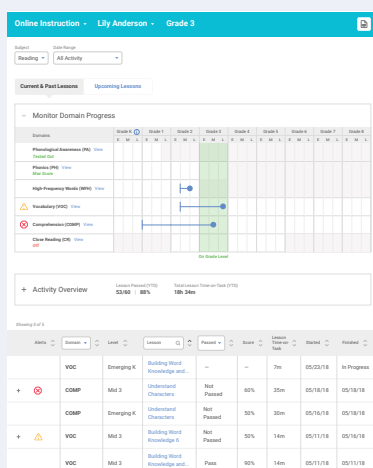 Online Instruction - Lily Anderson - Grade 3
Subject Date Range
Reading All Activity
Current & Past Lessons Upcoming Lessons
− Monitor Domain Progress
Domains Grade K Grade 1 Grade 2 Grade 3 Grade 4 Grade 5 Grade 6 Grade 7 Grade 8
E M L E M L E M L E M L E M L E M L E M L E M L E M L
Phonological Awareness (PA) View
Tested Out
Phonics (PH) View
Max Score
High-Frequency Words (WFH) View
Vocabulary (VOC) View
Comprehension (COMP) View
Close Reading (CR) View
Off
On Grade Level
+ Activity Overview
Lesson Passed (YTD) Total Lesson Time-on-Task (YTD)
53/60 | 88% 18h 34m
Showing 5 of 5
Alerts Domain Level Lesson Passed Score Lesson Time-on-Task Started Finished
VOC Emerging K Building Word Knowledge and... – – 7m 05/23/18 In Progress
+ COMP Mid 3 Understand Characters Not Passed 60% 35m 05/18/18 05/18/18
COMP Emerging K Understand Characters Not Passed 50% 30m 05/16/18 05/18/18
+ VOC Mid 3 Building Word Knowledge 6 Not Passed 50% 14m 05/11/18 05/16/18
VOC Mid 3 Building Word Knowledge and... Pass 90% 14m 05/11/18 05/11/18